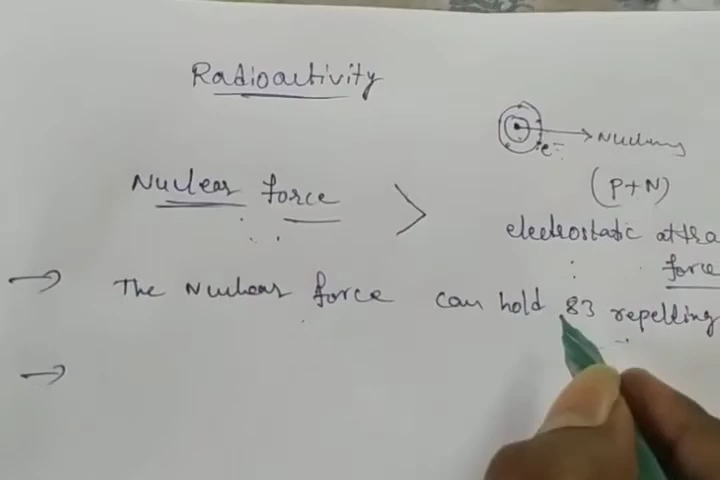 Radioactivity
Nucleus
e-
(P+N)
Nuclear force >
electrostatic attra
force
→ The Nuclear force can hold 83 repelling
→